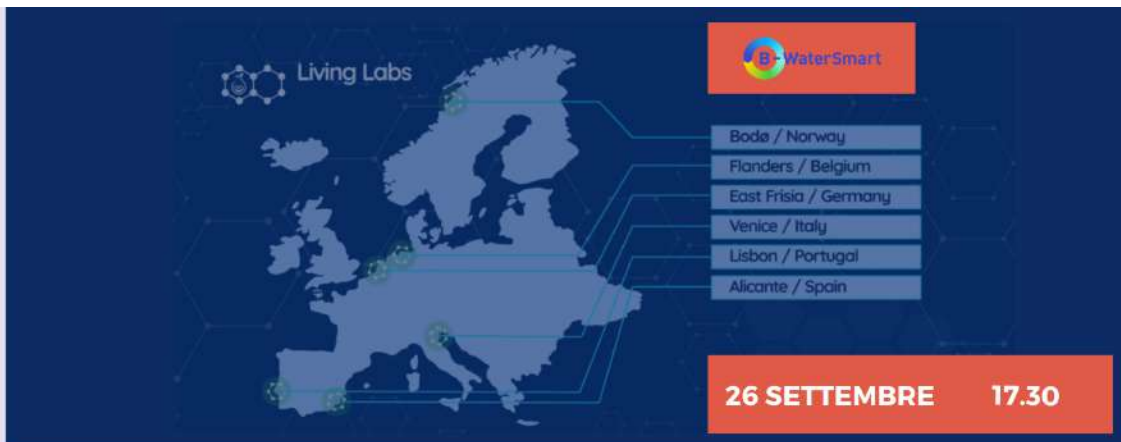 Living Labs
B-WaterSmart
Bodø / Norway
Flanders / Belgium
East Frisia / Germany
Venice / Italy
Lisbon / Portugal
Alicante / Spain
26 SETTEMBRE 17.30